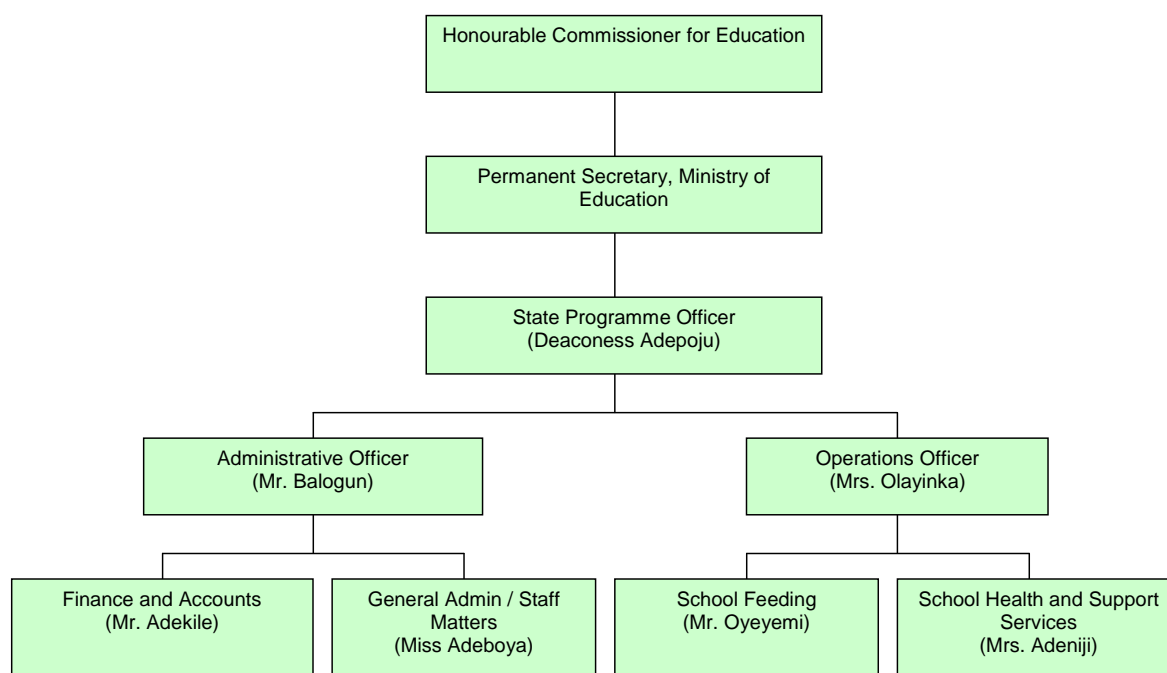 Honourable Commissioner for Education
Permanent Secretary, Ministry of
Education
State Programme Officer
(Deaconess Adepoju)
Administrative Officer
(Mr. Balogun)
Operations Officer
(Mrs. Olayinka)
Finance and Accounts
(Mr. Adekile)
General Admin / Staff
Matters
(Miss Adeboya)
School Feeding
(Mr. Oyeyemi)
School Health and Support
Services
(Mrs. Adeniji)